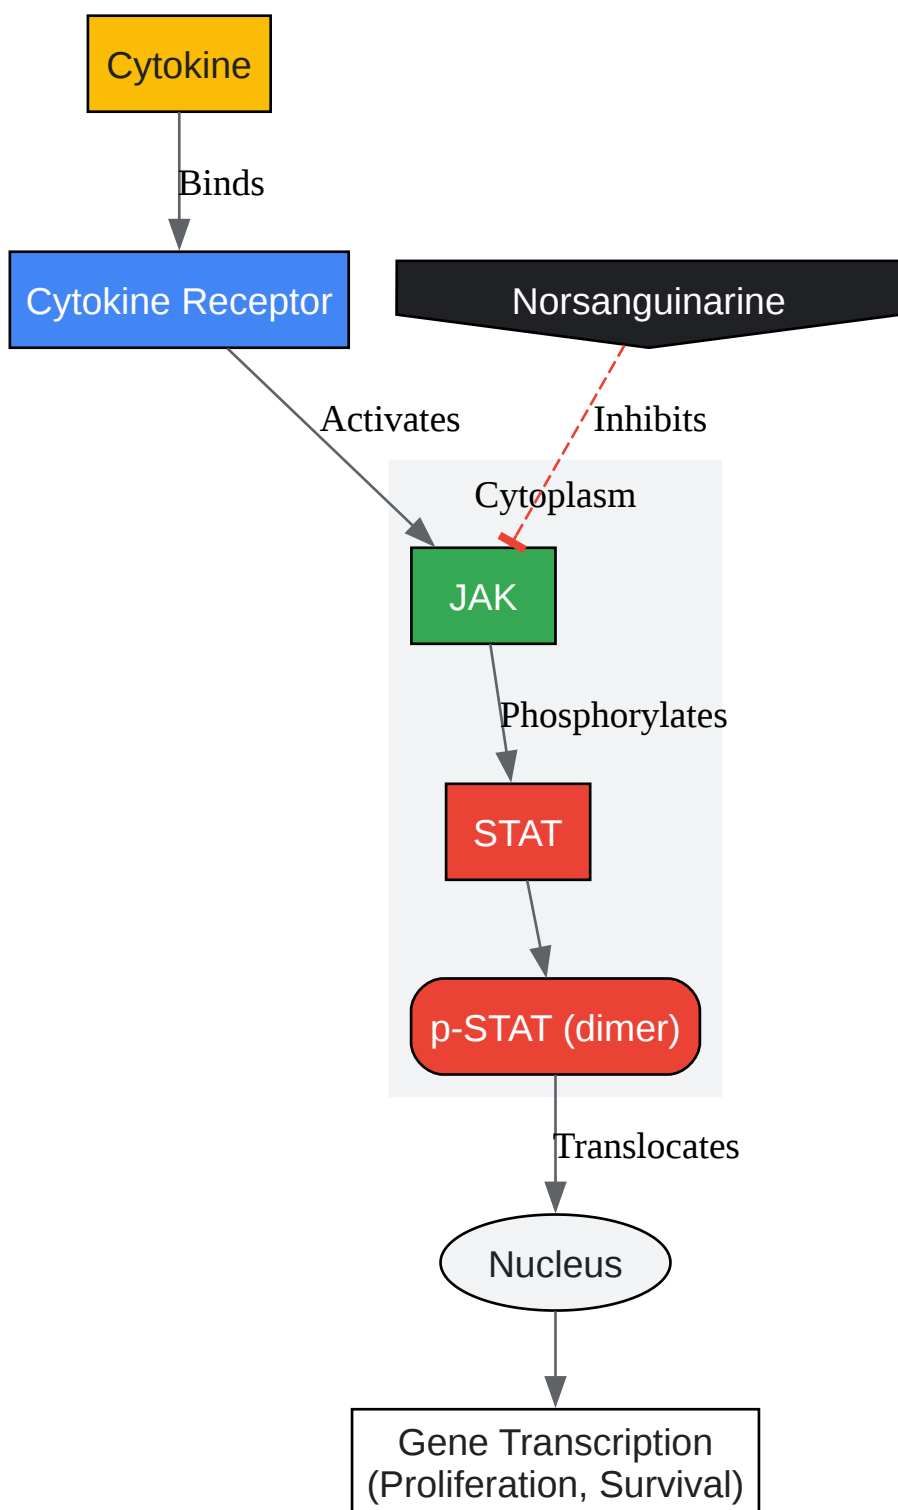 Cytokine
Binds
Cytokine Receptor
Norsanguinarine
Activates
Inhibits
Cytoplasm
JAK
Phosphorylates
STAT
p-STAT (dimer)
Translocates
Nucleus
Gene Transcription
(Proliferation, Survival)